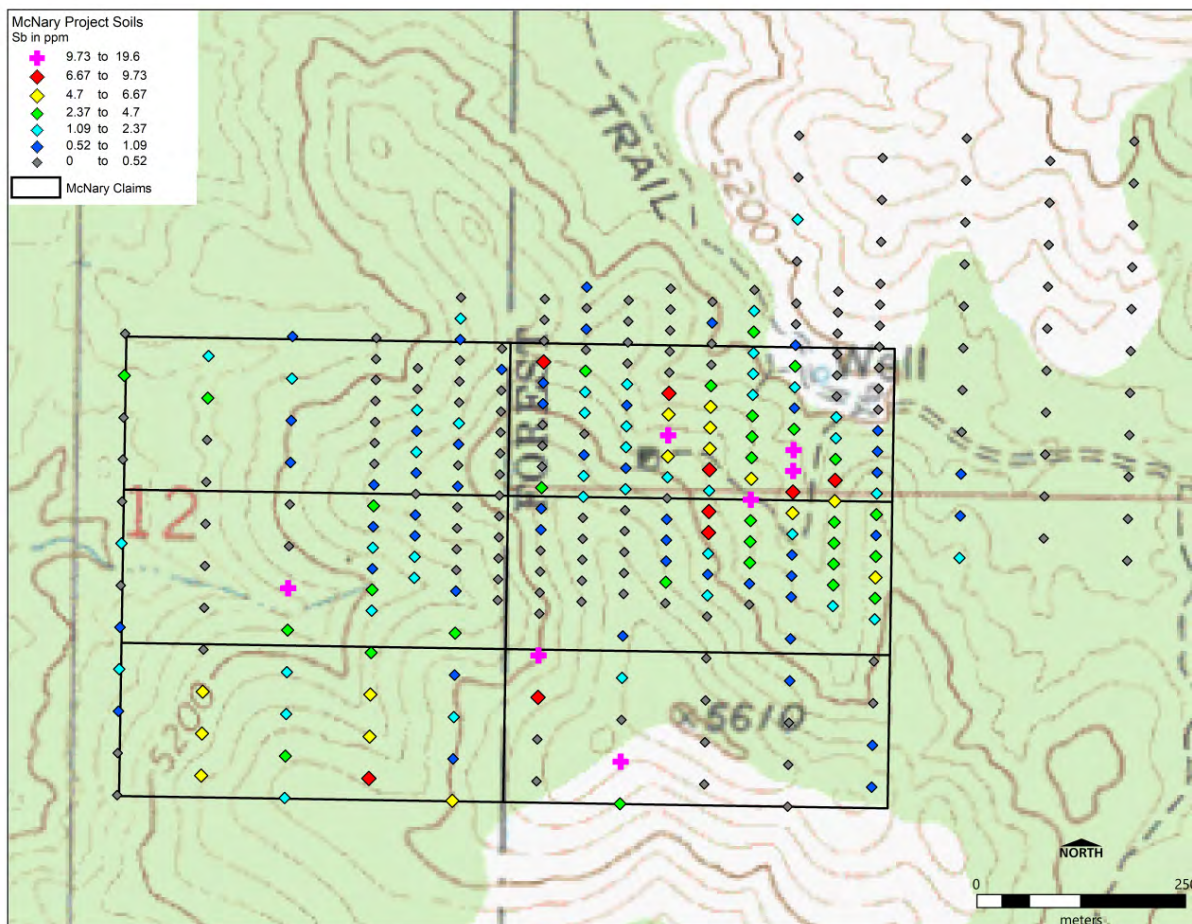 McNary Project Soils
Sb in ppm
9.73 to 19.6
6.67 to 9.73
4.7 to 6.67
2.37 to 4.7
1.09 to 2.37
0.52 to 1.09
0 to 0.52
McNary Claims
TRAIL
5200
FOREST
Well
12
5200
5610
NORTH
0 250
meters